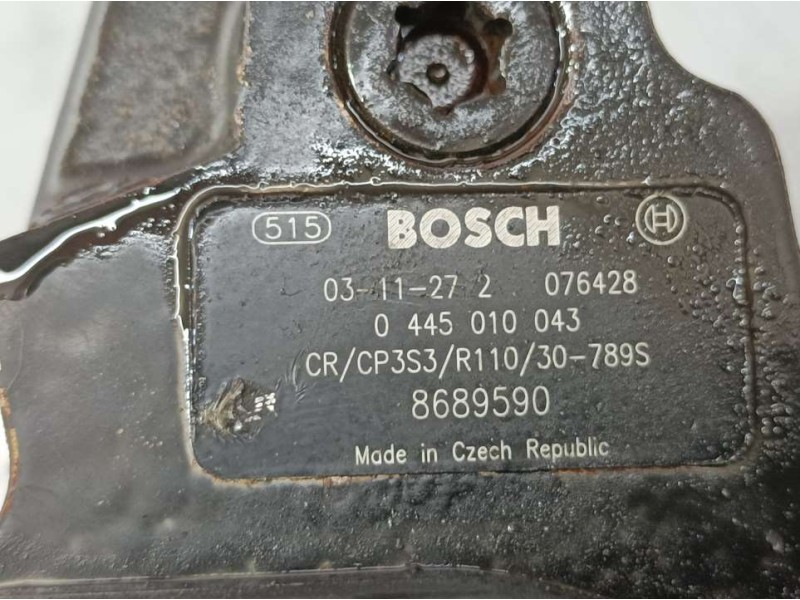 515 BOSCH
03-11-27 2 076428
0 445 010 043
CR/CP3S3/R110/30-789S
8689590
Made in Czech Republic